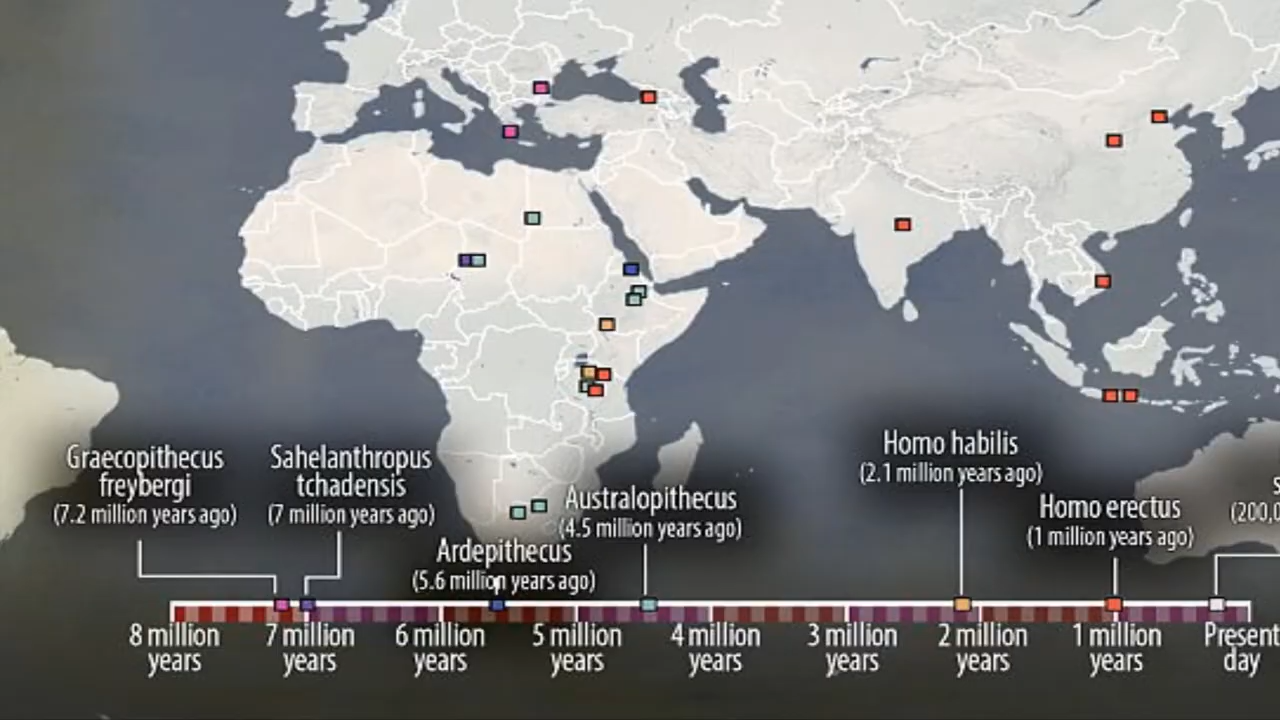 Graecopithecus
freybergi
(7.2 million years ago)
Sahelanthropus
tchadensis
(7 million years ago)
Ardepithecus
(5.6 million years ago)
Australopithecus
(4.5 million years ago)
Homo habilis
(2.1 million years ago)
Homo erectus
(1 million years ago)
s
(200,0
8 million
years
7 million
years
6 million
years
5 million
years
4 million
years
3 million
years
2 million
years
1 million
years
Present
day